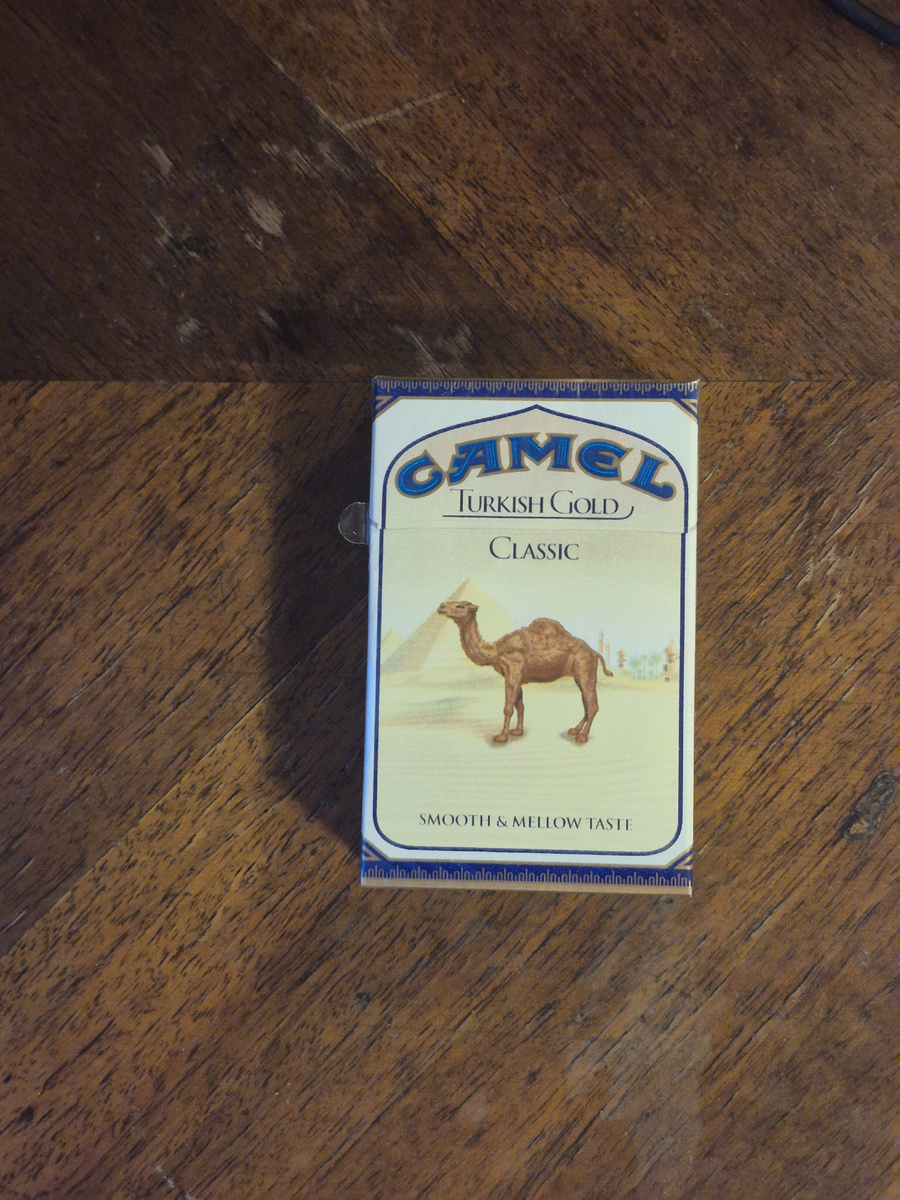 CAMEL
TURKISH GOLD
CLASSIC
SMOOTH & MELLOW TASTE